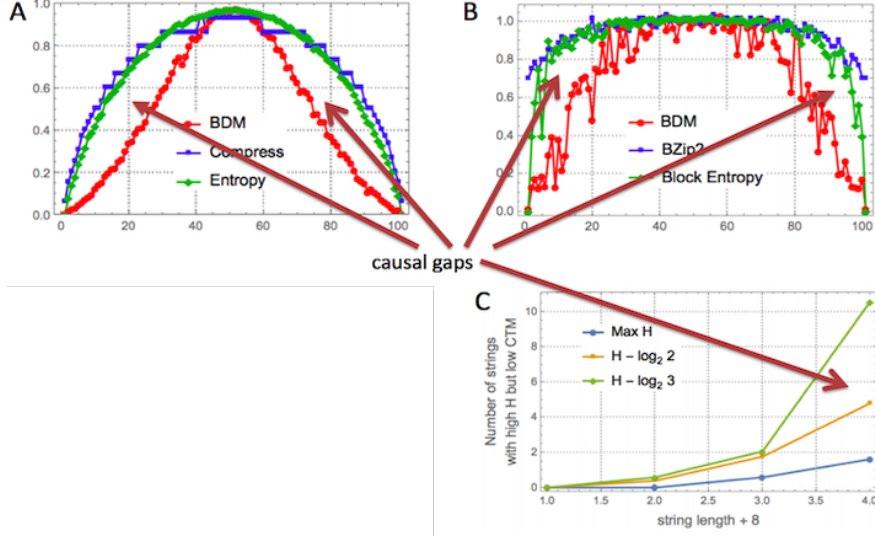 A
1.0
0.8
0.6
0.4
0.2
0.0
0 20 40 60 80 100
BDM
Compress
Entropy
B
1.0
0.8
0.6
0.4
0.2
0.0
0 20 40 60 80 100
BDM
BZip2
Block Entropy
causal gaps
C
Number of strings
with high H but low CTM
10
8
6
4
2
0
Max H
H − log2 2
H − log2 3
1.0 1.5 2.0 2.5 3.0 3.5 4.0
string length + 8